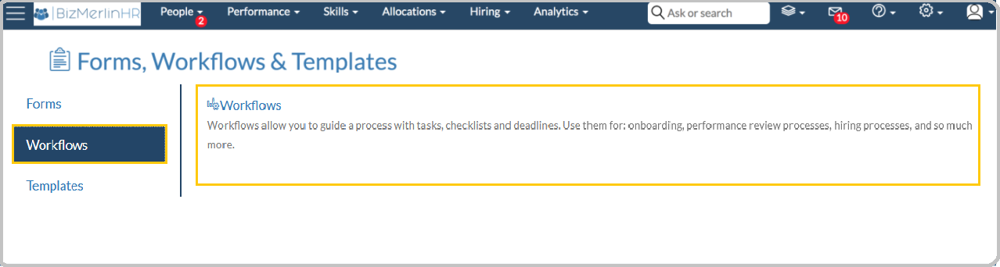 BizMerlinHR People Performance Skills Allocations Hiring Analytics Ask or search
2 10
Forms, Workflows & Templates
Forms
Workflows
Templates
Workflows
Workflows allow you to guide a process with tasks, checklists and deadlines. Use them for: onboarding, performance review processes, hiring processes, and so much
more.